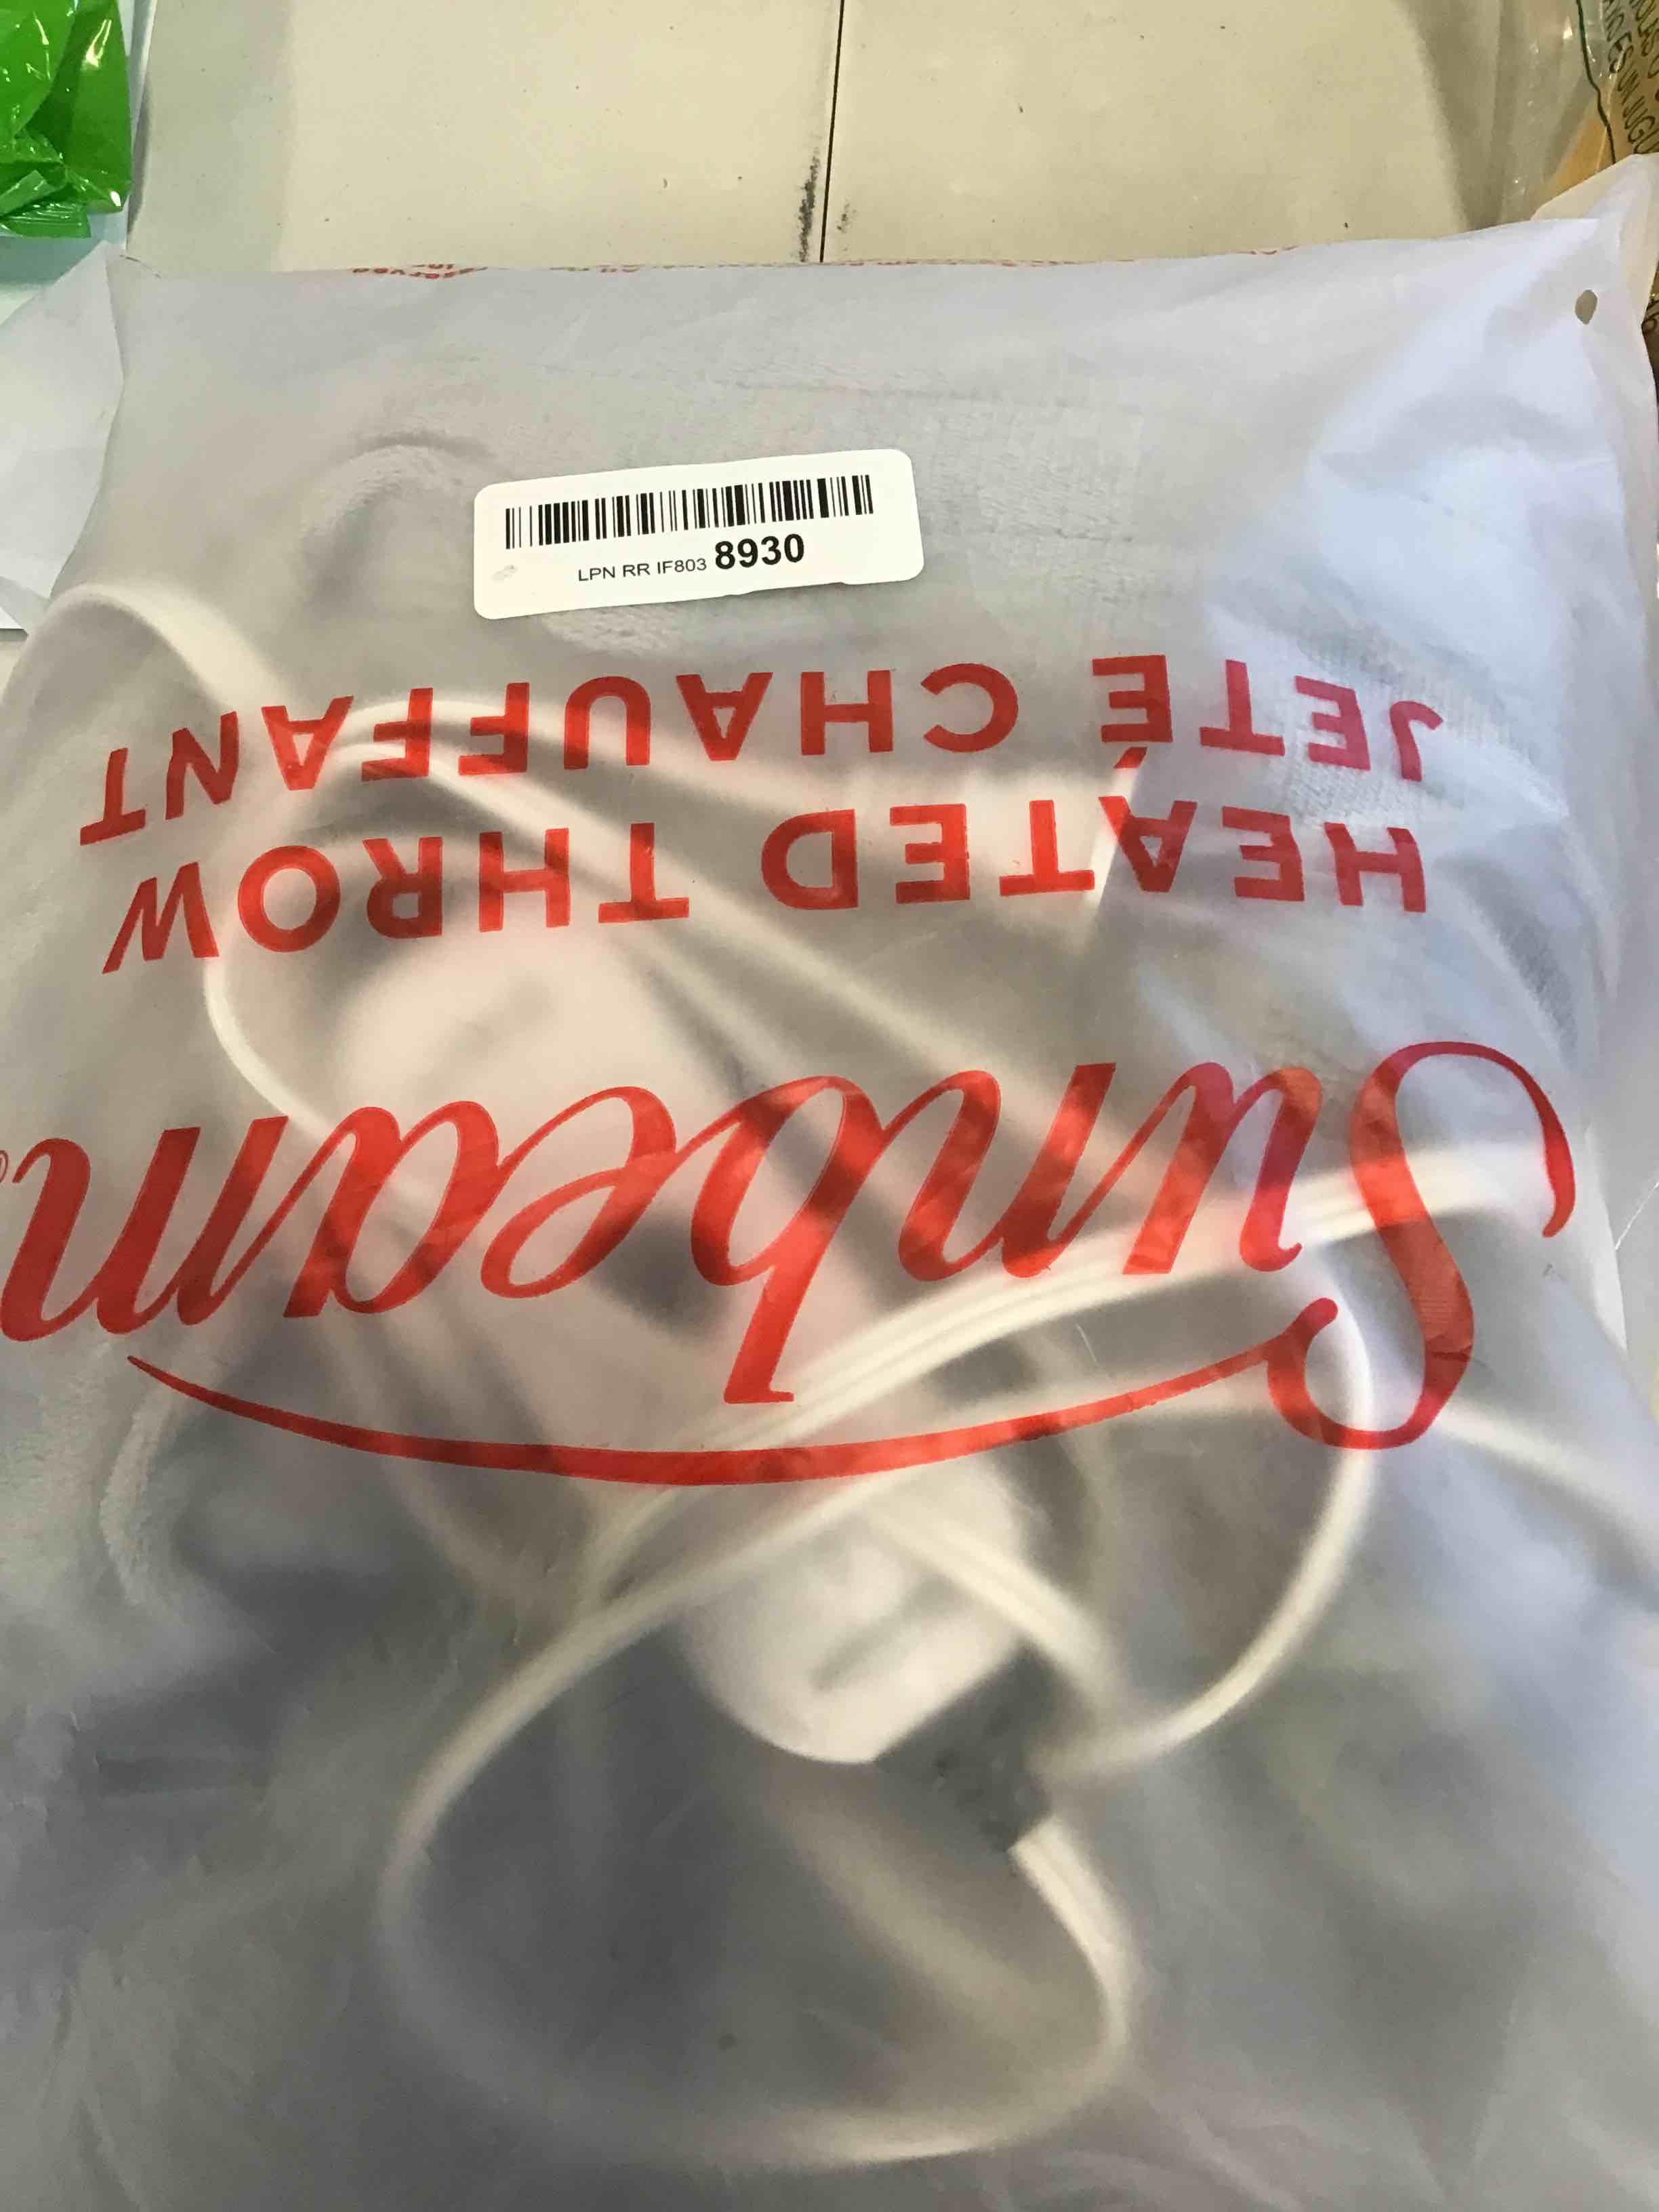 LPN RR IF803 8930
Sunbeam
HEATED THROW
JETÉ CHAUFFANT